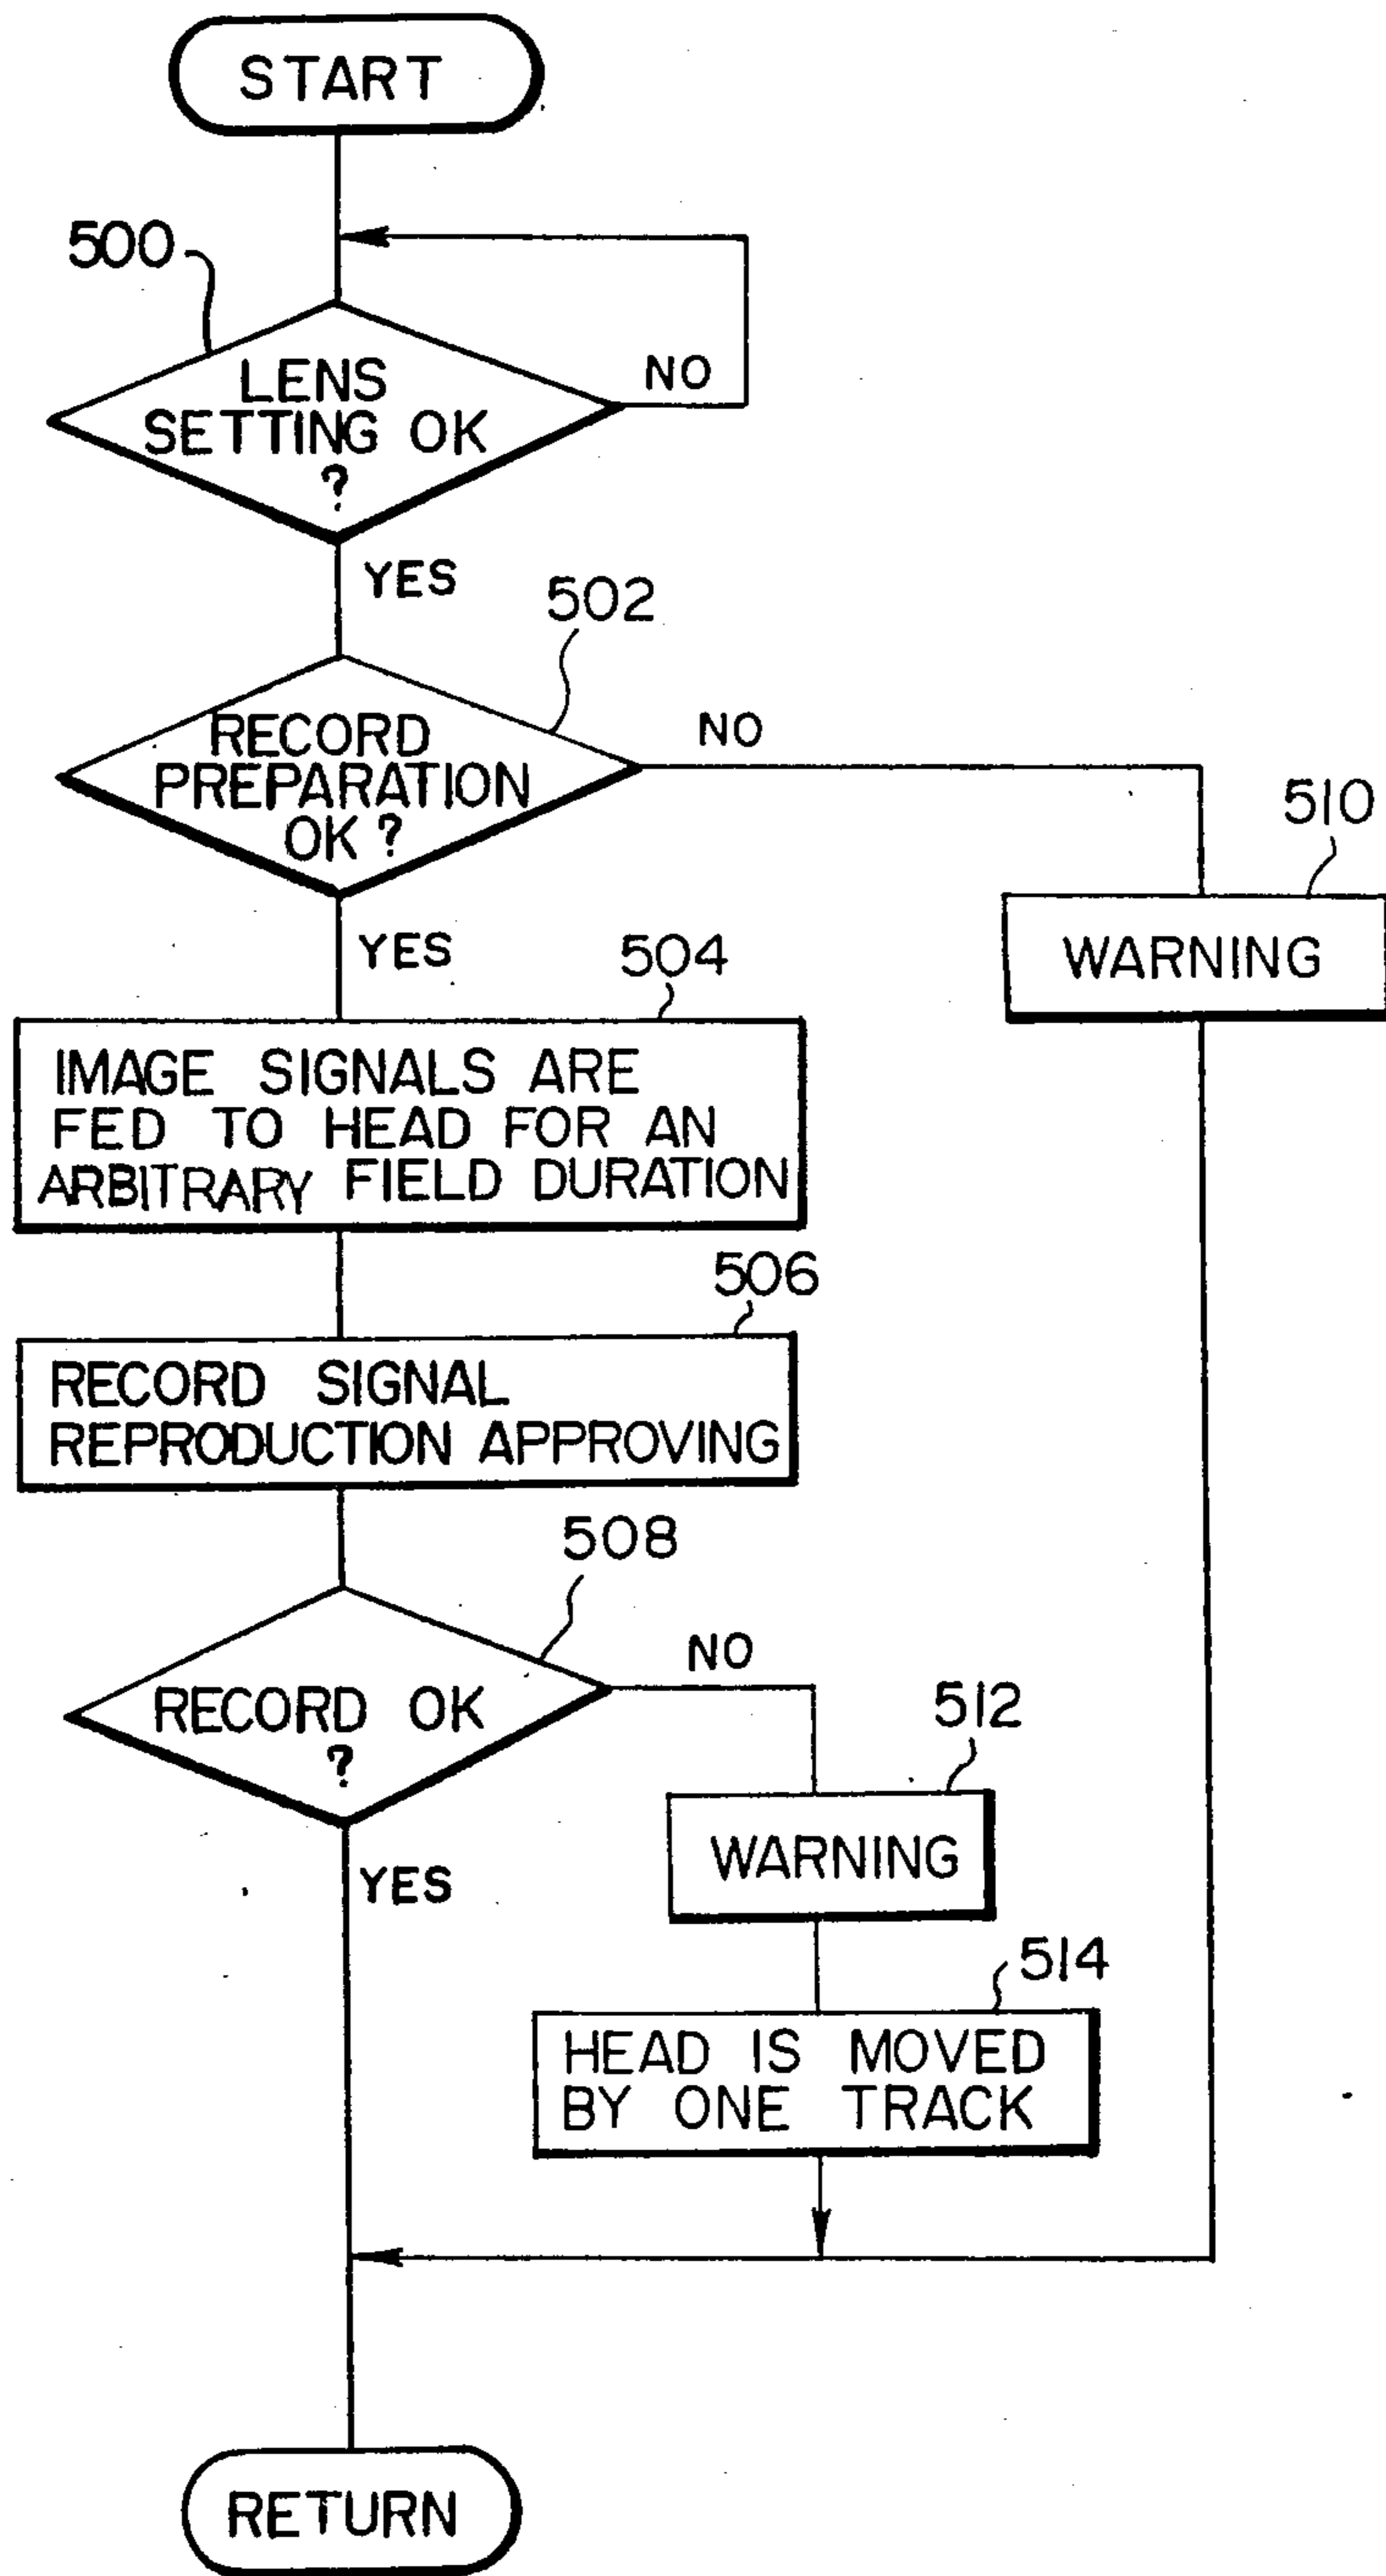 START
500
LENS
SETTING OK
?
NO
YES
502
RECORD
PREPARATION
OK?
NO
510
WARNING
YES
504
IMAGE SIGNALS ARE
FED TO HEAD FOR AN
ARBITRARY FIELD DURATION
506
RECORD SIGNAL
REPRODUCTION APPROVING
508
RECORD OK
?
NO
512
WARNING
YES
514
HEAD IS MOVED
BY ONE TRACK
RETURN